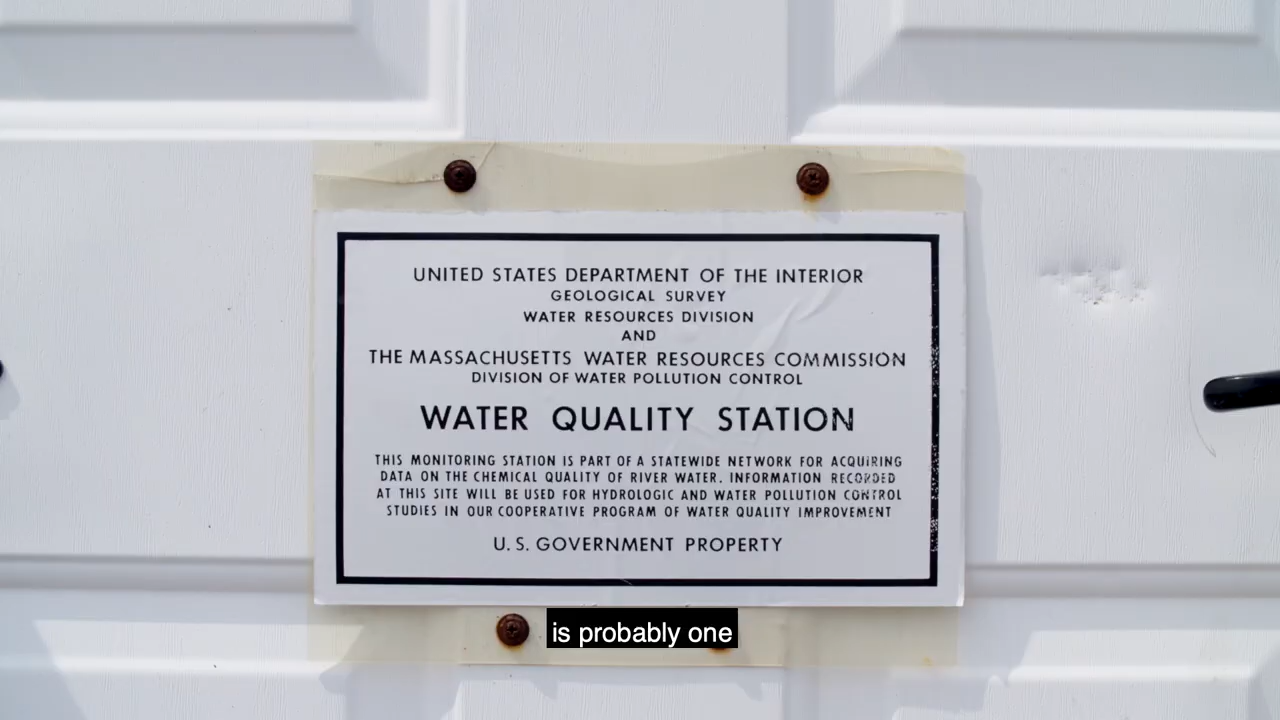 UNITED STATES DEPARTMENT OF THE INTERIOR
GEOLOGICAL SURVEY
WATER RESOURCES DIVISION
AND
THE MASSACHUSETTS WATER RESOURCES COMMISSION
DIVISION OF WATER POLLUTION CONTROL
WATER QUALITY STATION
THIS MONITORING STATION IS PART OF A STATEWIDE NETWORK FOR ACQUIRING
DATA ON THE CHEMICAL QUALITY OF RIVER WATER. INFORMATION RECORDED
AT THIS SITE WILL BE USED FOR HYDROLOGIC AND WATER POLLUTION CONTROL
STUDIES IN OUR COOPERATIVE PROGRAM OF WATER QUALITY IMPROVEMENT
U. S. GOVERNMENT PROPERTY
is probably one